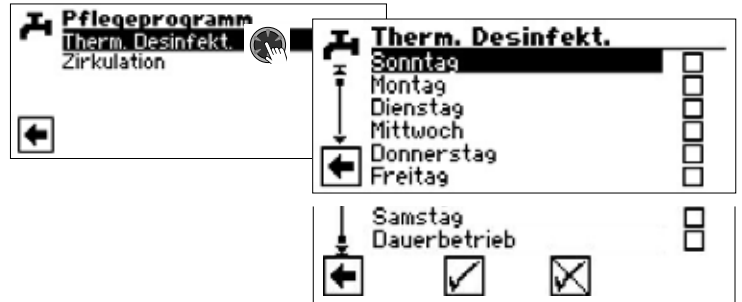 Pflegeprogramm
Therm. Desinfekt.
Zirkulation
Therm. Desinfekt.
Sonntag
Montag
Dienstag
Mittwoch
Donnerstag
Freitag
Samstag
Dauerbetrieb